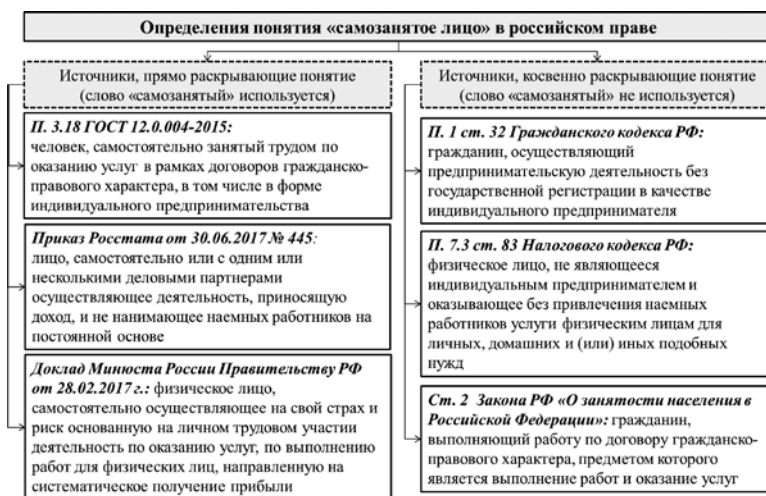 Определения понятия «самозанятое лицо» в российском праве
Источники, прямо раскрывающие понятие
(слово «самозанятый» используется)
П. 3.18 ГОСТ 12.0.004-2015:
человек, самостоятельно занятый трудом по
оказанию услуг в рамках договоров гражданско-
правового характера, в том числе в форме
индивидуального предпринимательства
Приказ Росстата от 30.06.2017 № 445:
лицо, самостоятельно или с одним или
несколькими деловыми партнерами
осуществляющее деятельность, приносящую
доход, и не нанимающее наемных работников на
постоянной основе
Доклад Минюста России Правительству РФ
от 28.02.2017 г.: физическое лицо,
самостоятельно осуществляющее на свой страх и
риск основанную на личном трудовом участии
деятельность по оказанию услуг, по выполнению
работ для физических лиц, направленную на
систематическое получение прибыли
Источники, косвенно раскрывающие понятие
(слово «самозанятый» не используется)
П. 1 ст. 32 Гражданского кодекса РФ:
гражданин, осуществляющий
предпринимательскую деятельность без
государственной регистрации в качестве
индивидуального предпринимателя
П. 7.3 ст. 83 Налогового кодекса РФ:
физическое лицо, не являющееся
индивидуальным предпринимателем и
оказывающее без привлечения наемных
работников услуги физическим лицам для
личных, домашних и (или) иных подобных
нужд
Ст. 2 Закона РФ «О занятости населения в
Российской Федерации»: гражданин,
выполняющий работу по договору гражданско-
правового характера, предметом которого
является выполнение работ и оказание услуг